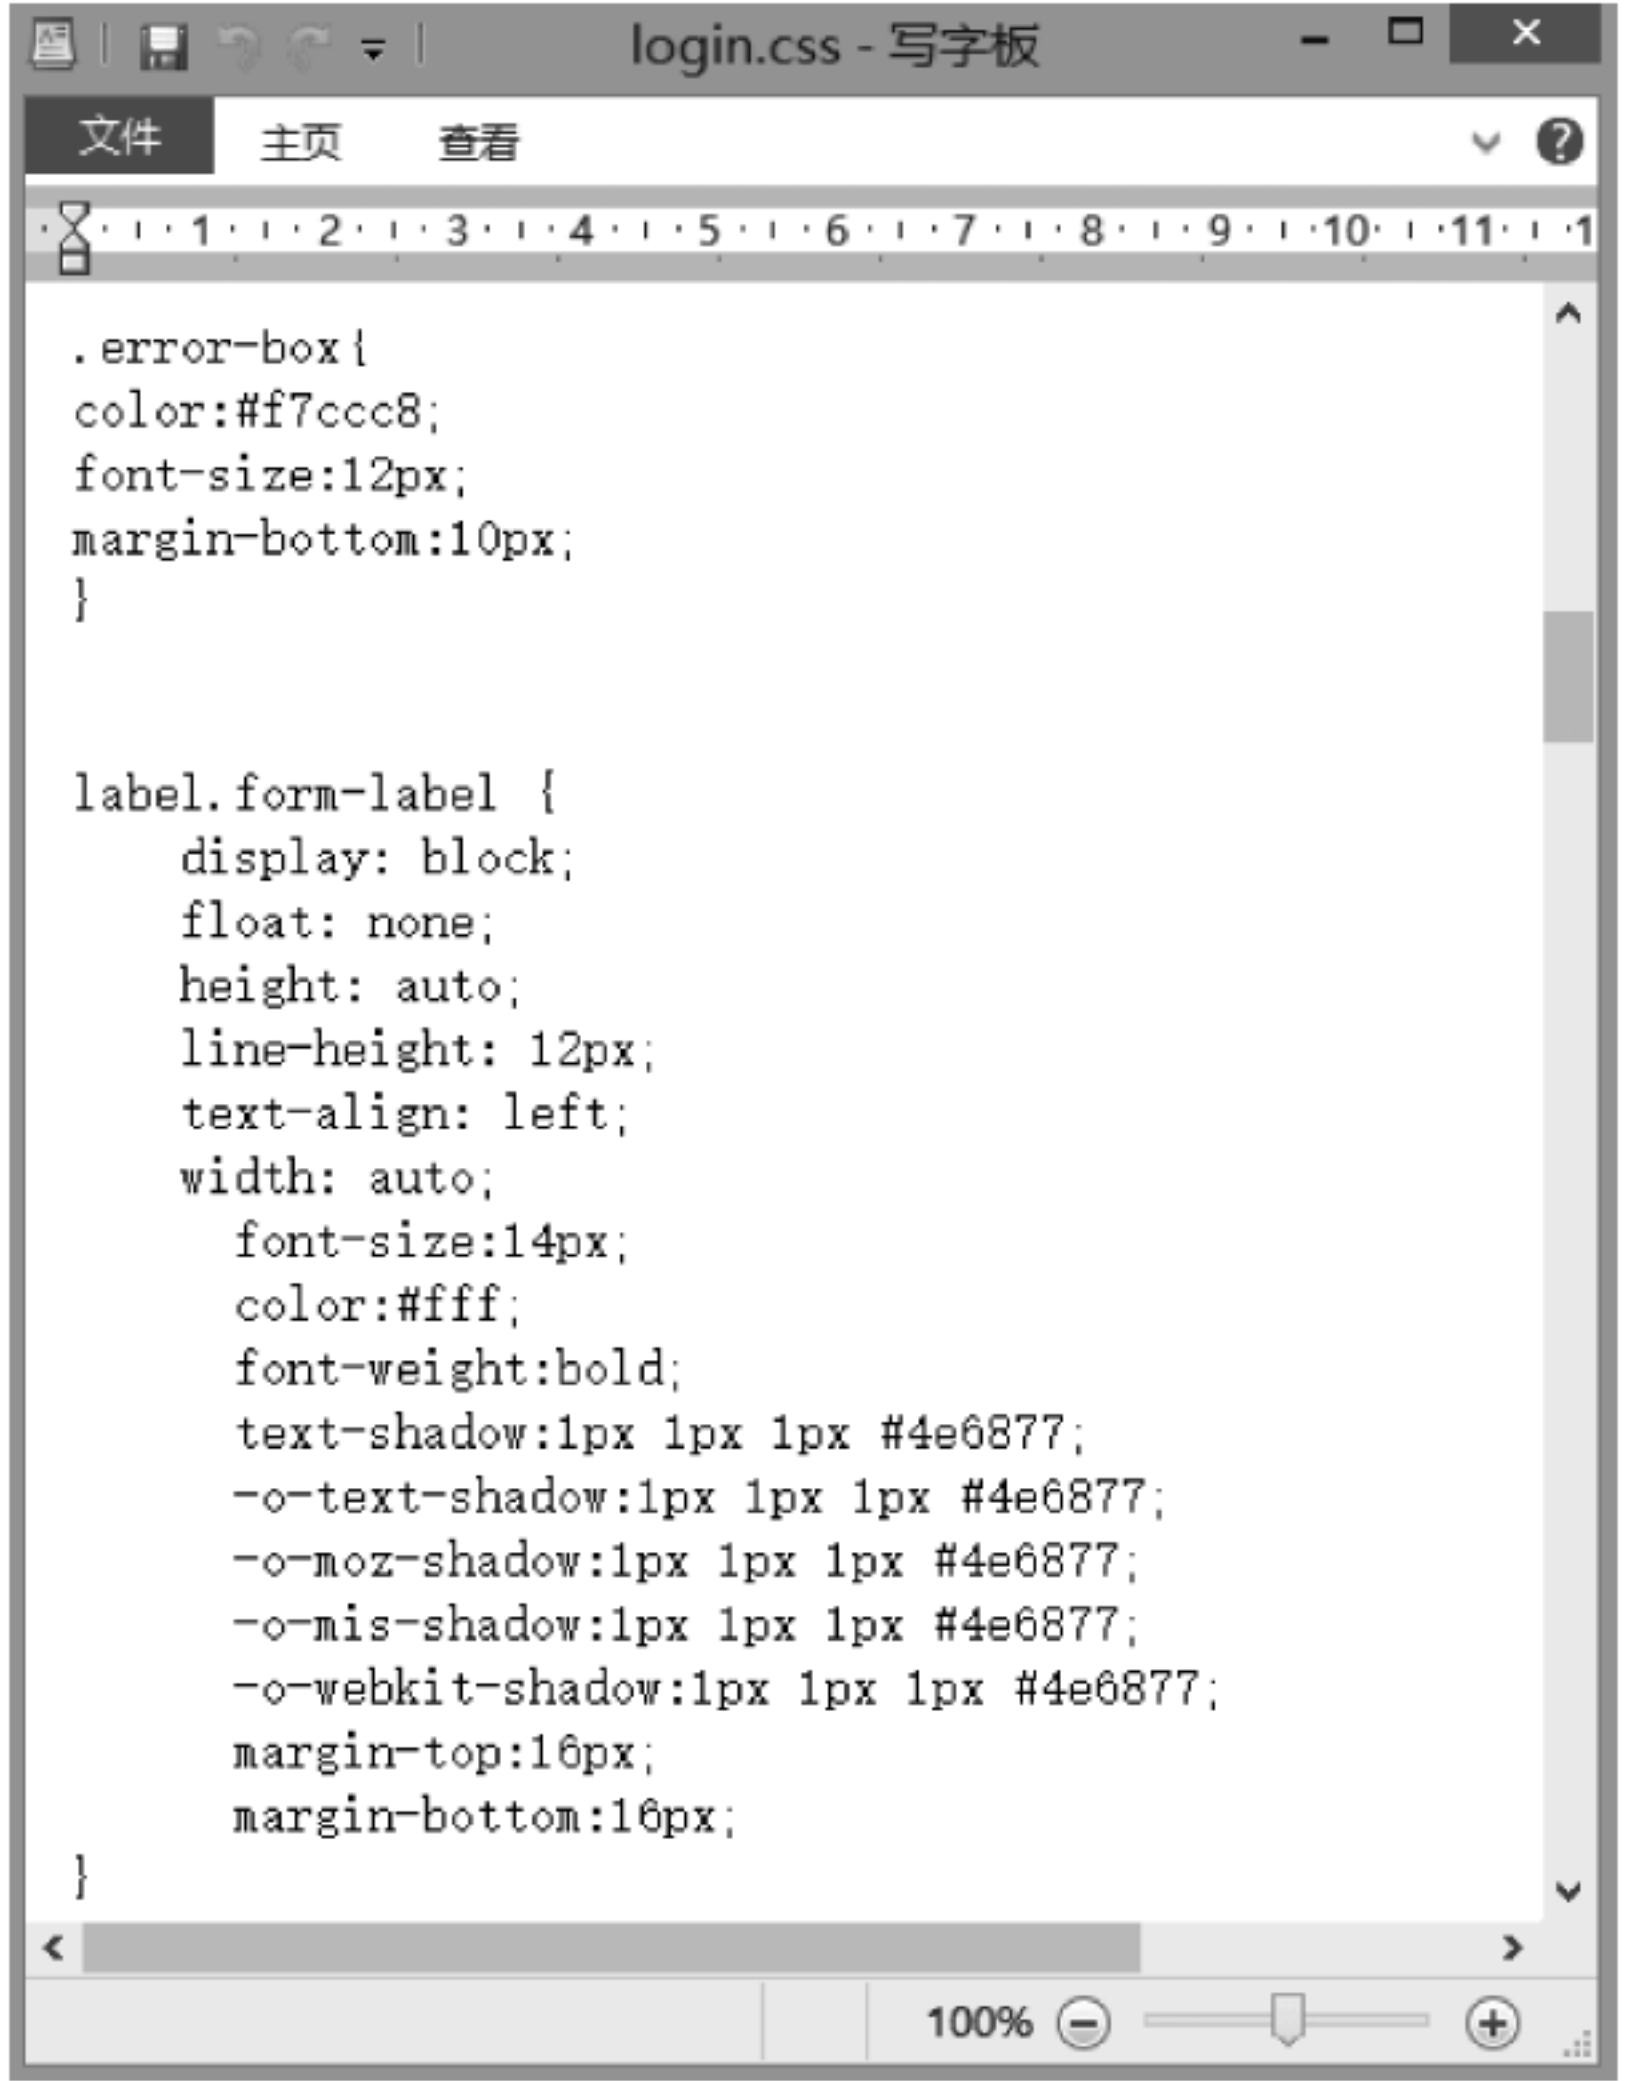 login.css - 写字板
文件 主页 查看
1 2 3 4 5 6 7 8 9 10 11 1
.error-box{
color:#f7ccc8;
font-size:12px;
margin-bottom:10px;
}
label.form-label {
    display: block;
    float: none;
    height: auto;
    line-height: 12px;
    text-align: left;
    width: auto;
      font-size:14px;
      color:#fff;
      font-weight:bold;
      text-shadow:1px 1px 1px #4e6877;
      -o-text-shadow:1px 1px 1px #4e6877;
      -o-moz-shadow:1px 1px 1px #4e6877;
      -o-mis-shadow:1px 1px 1px #4e6877;
      -o-webkit-shadow:1px 1px 1px #4e6877;
      margin-top:16px;
      margin-bottom:16px;
}
100%